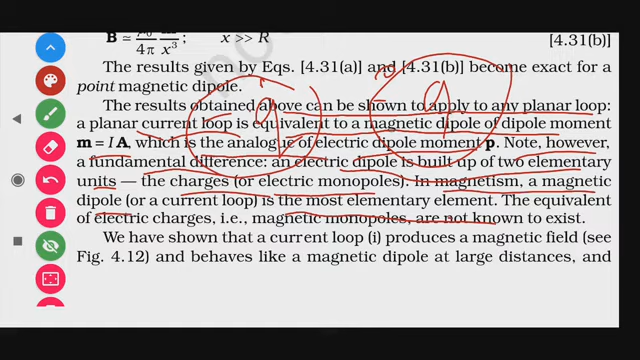 B ≃ μ₀/4π m/x³; x >> R
[4.31(b)]
The results given by Eqs. [4.31(a)] and [4.31(b)] become exact for a
point magnetic dipole.
The results obtained above can be shown to apply to any planar loop:
a planar current loop is equivalent to a magnetic dipole of dipole moment
m = I A, which is the analogue of electric dipole moment p. Note, however,
a fundamental difference: an electric dipole is built up of two elementary
units — the charges (or electric monopoles). In magnetism, a magnetic
dipole (or a current loop) is the most elementary element. The equivalent
of electric charges, i.e., magnetic monopoles, are not known to exist.
We have shown that a current loop (i) produces a magnetic field (see
Fig. 4.12) and behaves like a magnetic dipole at large distances, and
-q
q